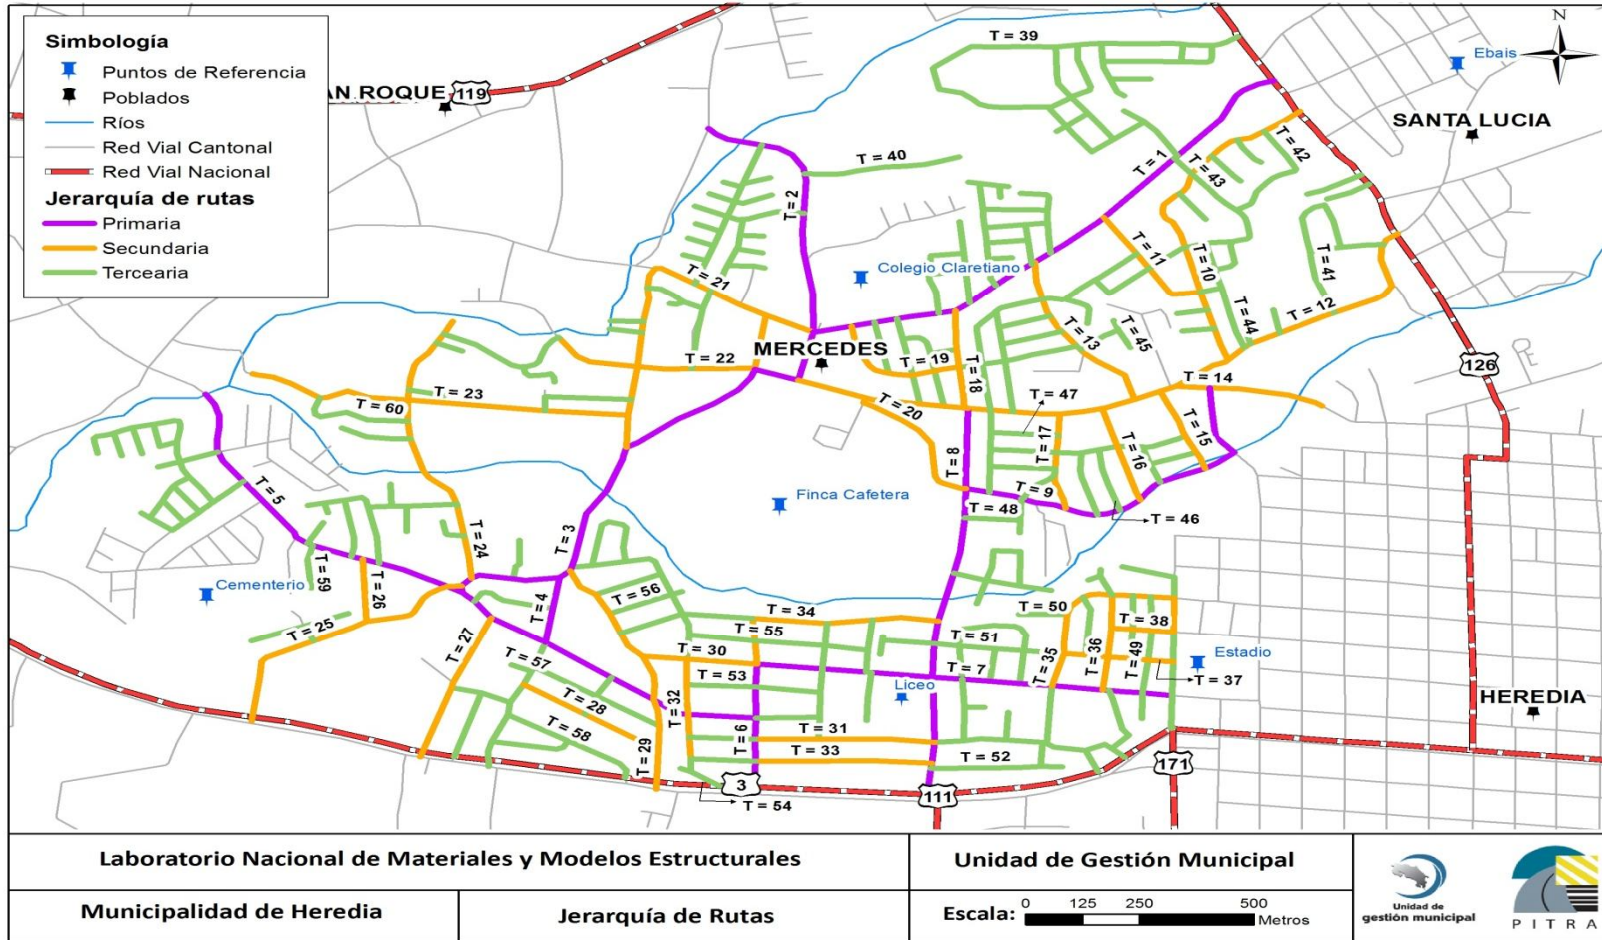 Simbología
Puntos de Referencia
Poblados
Ríos
Red Vial Cantonal
Red Vial Nacional
Jerarquía de rutas
Primaria
Secundaria
Tercearia
AN ROQUE
119
T = 39
N
Ebais
SANTA LUCIA
T = 40
T = 1
T = 42
T = 43
T = 2
Colegio Claretiano
T = 11
T = 10
T = 41
T = 21
T = 12
T = 44
T = 13
T = 45
MERCEDES
T = 22
T = 19
T = 18
126
T = 14
T = 23
T = 60
T = 20
T = 47
T = 17
T = 15
T = 16
T = 8
T = 5
Finca Cafetera
T = 9
T = 48
T = 46
T = 3
T = 24
T = 59
T = 26
Cementerio
T = 56
T = 4
T = 34
T = 50
T = 38
T = 25
T = 27
T = 55
T = 51
T = 36
T = 49
T = 30
T = 57
T = 7
T = 35
Estadio
T = 37
T = 53
Liceo
HEREDIA
T = 28
T = 32
T = 58
T = 31
T = 6
T = 29
T = 33
T = 52
171
3
111
T = 54
Laboratorio Nacional de Materiales y Modelos Estructurales
Unidad de Gestión Municipal
Municipalidad de Heredia
Jerarquía de Rutas
Escala:
0 125 250 500
Metros
Unidad de
gestión municipal
PITRA